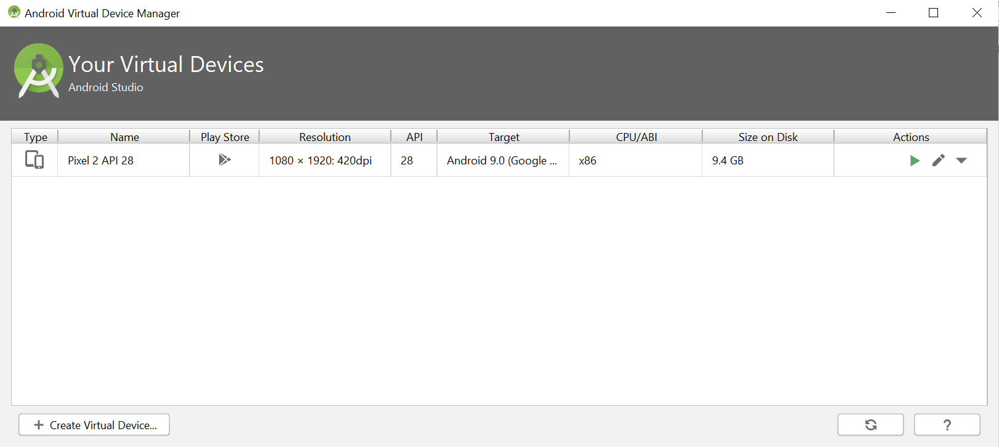 Android Virtual Device Manager
Your Virtual Devices
Android Studio
Type Name Play Store Resolution API Target CPU/ABI Size on Disk Actions
Pixel 2 API 28 1080 × 1920: 420dpi 28 Android 9.0 (Google ... x86 9.4 GB
+ Create Virtual Device... ?